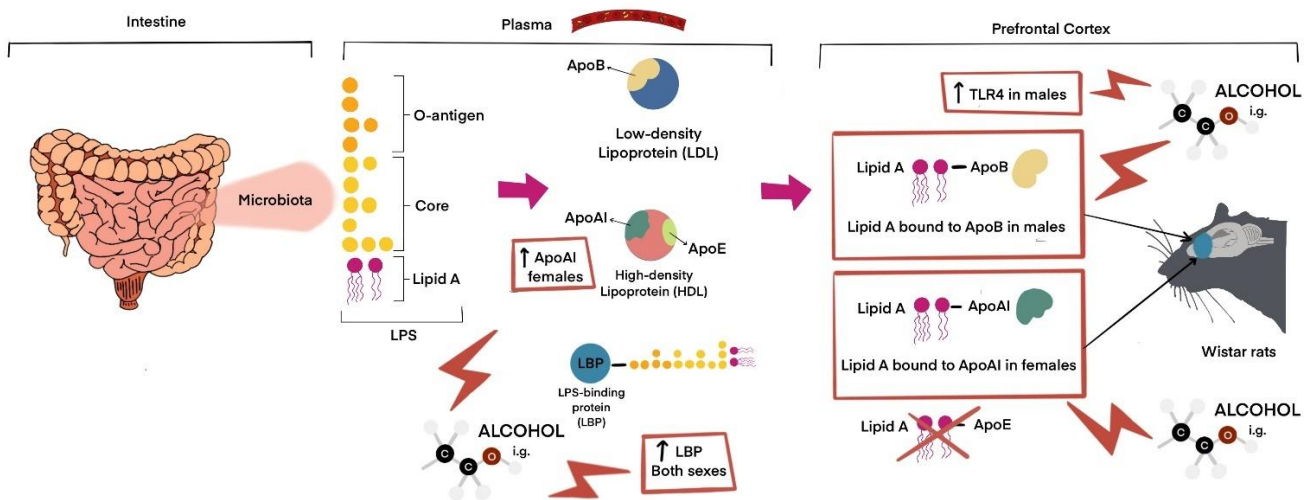 Intestine
Microbiota
Plasma
O-antigen
Core
Lipid A
LPS
ApoB
Low-density
Lipoprotein (LDL)
ApoAI
ApoE
↑ ApoAI
females
High-density
Lipoprotein (HDL)
LBP
LPS-binding
protein
(LBP)
ALCOHOL
i.g.
C
C
O
↑ LBP
Both sexes
Prefrontal Cortex
↑ TLR4 in males
ALCOHOL
i.g.
C
C
O
Lipid A
ApoB
Lipid A bound to ApoB in males
Lipid A
ApoAI
Lipid A bound to ApoAI in females
Wistar rats
Lipid A
ApoE
ALCOHOL
i.g.
C
C
O